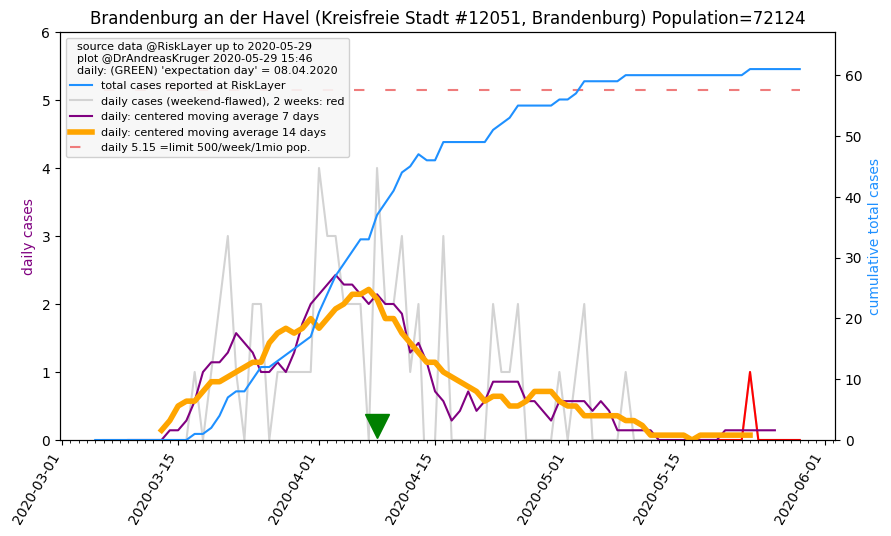 Brandenburg an der Havel (Kreisfreie Stadt #12051, Brandenburg) Population=72124
source data @RiskLayer up to 2020-05-29
plot @DrAndreasKruger 2020-05-29 15:46
daily: (GREEN) 'expectation day' = 08.04.2020
total cases reported at RiskLayer
daily cases (weekend-flawed), 2 weeks: red
daily: centered moving average 7 days
daily: centered moving average 14 days
daily 5.15 =limit 500/week/1mio pop.
daily cases
6
5
4
3
2
1
0
cumulative total cases
60
50
40
30
20
10
0
2020-03-01
2020-03-15
2020-04-01
2020-04-15
2020-05-01
2020-05-15
2020-06-01